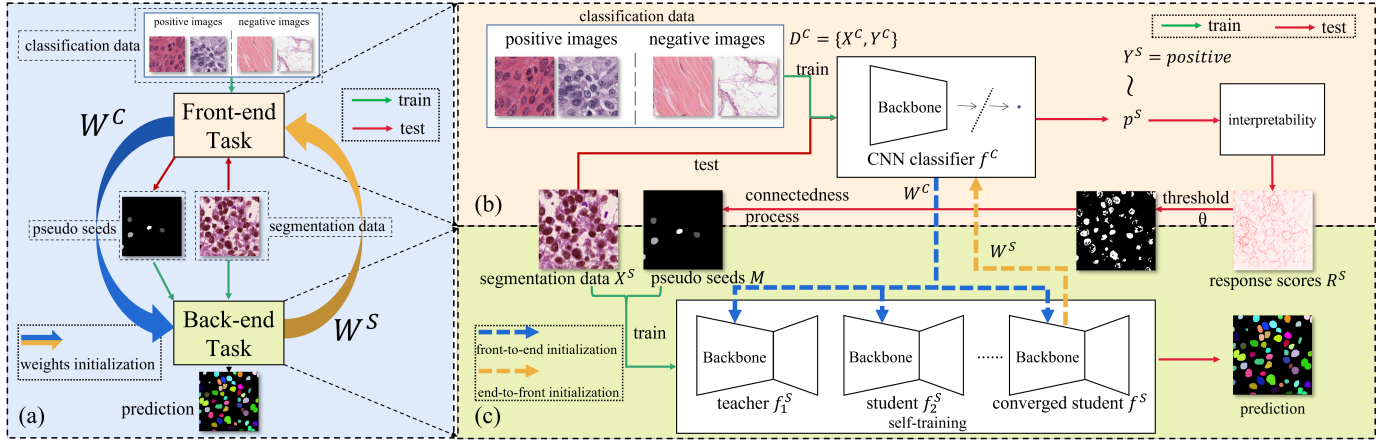 classification data
positive images
negative images
W^C
Front-end
Task
train
test
pseudo seeds
segmentation data
Back-end
Task
W^S
weights initialization
prediction
(a)
classification data
positive images
negative images
D^C = {X^C, Y^C}
train
Backbone
CNN classifier f^C
test
train
test
Y^S = positive
p^S
interpretability
(b)
connectedness
process
W^C
threshold
θ
segmentation data X^S
pseudo seeds M
W^S
response scores R^S
train
front-to-end initialization
end-to-front initialization
Backbone
Backbone
......
Backbone
teacher f_1^S
student f_2^S
converged student f^S
self-training
prediction
(c)